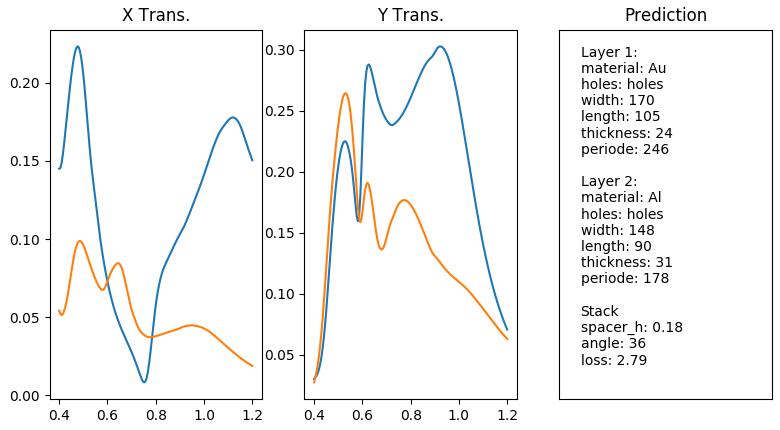 X Trans.
0.20
0.15
0.10
0.05
0.00
0.4 0.6 0.8 1.0 1.2
Y Trans.
0.30
0.25
0.20
0.15
0.10
0.05
0.4 0.6 0.8 1.0 1.2
Prediction
Layer 1:
material: Au
holes: holes
width: 170
length: 105
thickness: 24
periode: 246
Layer 2:
material: Al
holes: holes
width: 148
length: 90
thickness: 31
periode: 178
Stack
spacer_h: 0.18
angle: 36
loss: 2.79